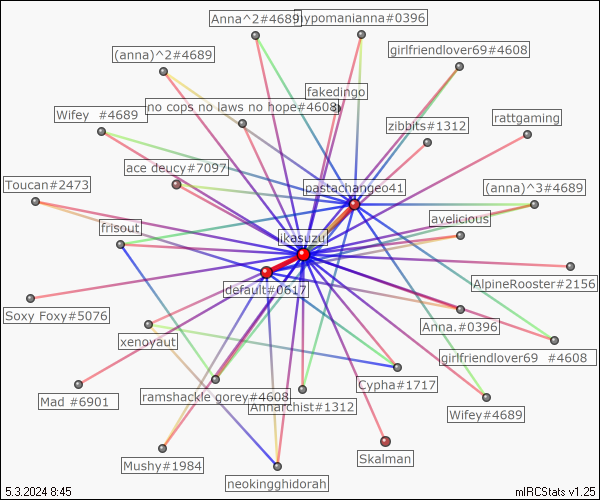 Anna^2#4689
hypomanianna#0396
(anna)^2#4689
girlfriendlover69#4608
fakedingo
Wifey #4689
no cops no laws no hope#4608
zibbits#1312
rattgaming
ace deucy#7097
Toucan#2473
pastachangeo41
(anna)^3#4689
frisout
avelicious
ikasuzu
AlpineRooster#2156
default#0617
Soxy Foxy#5076
Anna.#0396
xenoyaut
girlfriendlover69 #4608
Cypha#1717
Mad #6901
ramshackle gorey#4608
Annarchist#1312
Wifey#4689
Mushy#1984
Skalman
neokingghidorah
5.3.2024 8:45
mIRCStats v1.25